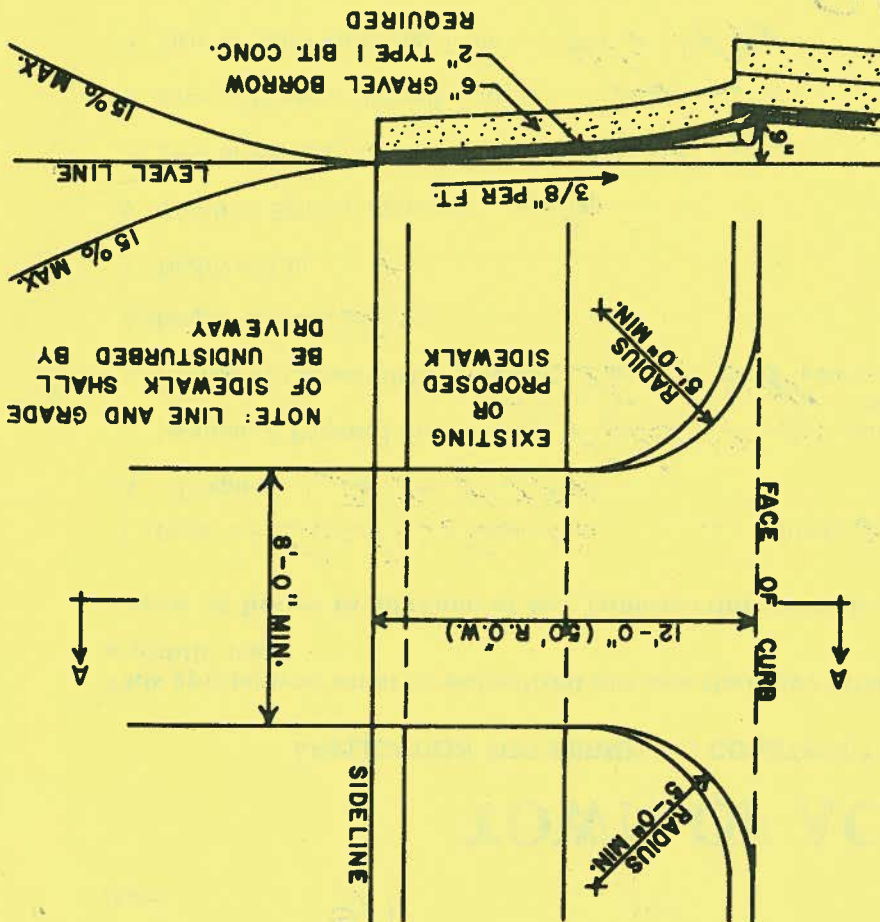 RADIUS
5'-0" MIN.
SIDELINE
A
A
12'-0" (50' R.O.W.)
8'-0" MIN.
FACE OF CURB
NOTE: LINE AND GRADE
OF SIDEWALK SHALL
BE UNDISTURBED BY
DRIVEWAY
EXISTING
OR
PROPOSED
SIDEWALK
RADIUS
5'-0" MIN.
15% MAX.
3/8" PER FT.
LEVEL LINE
6"
15% MAX.
6" GRAVEL BORROW
2" TYPE I BIT. CONC.
REQUIRED